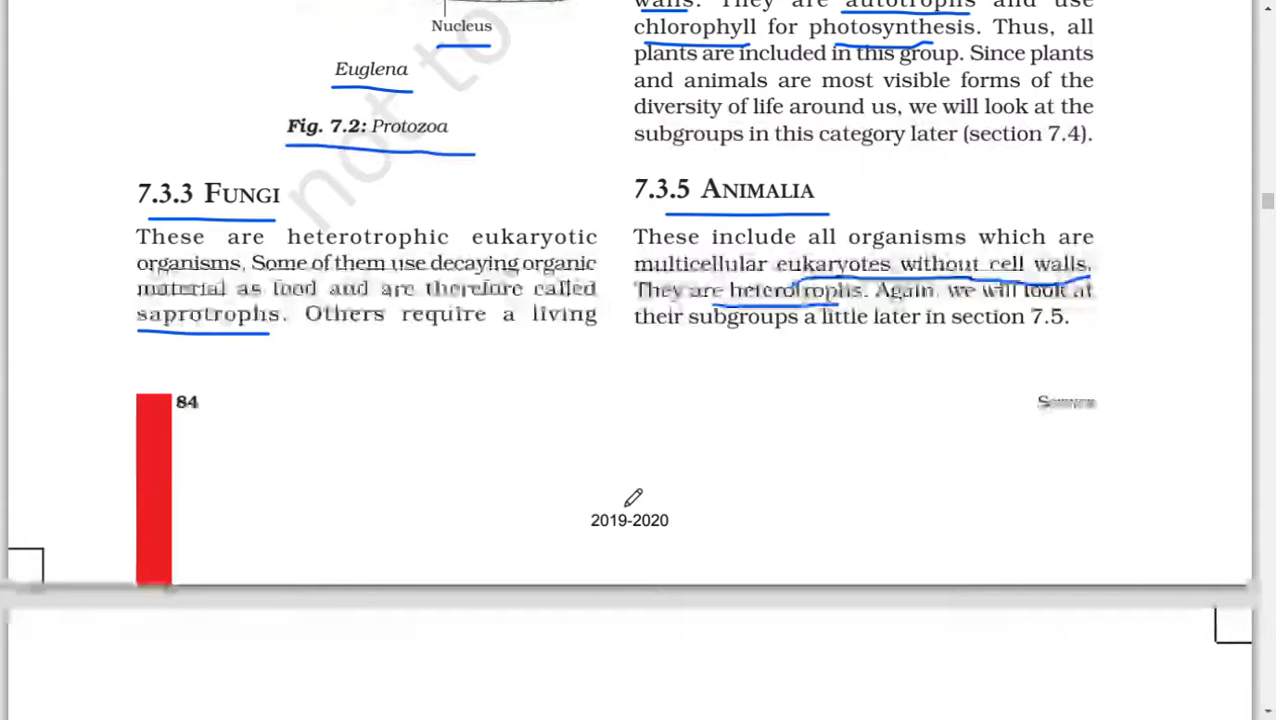 Nucleus
Euglena
Fig. 7.2: Protozoa
not to
7.3.3 FUNGI
These are heterotrophic eukaryotic
organisms. Some of them use decaying organic
material as food and are therefore called
saprotrophs. Others require a living
walls. They are autotrophs and use
chlorophyll for photosynthesis. Thus, all
plants are included in this group. Since plants
and animals are most visible forms of the
diversity of life around us, we will look at the
subgroups in this category later (section 7.4).
7.3.5 ANIMALIA
These include all organisms which are
multicellular eukaryotes without cell walls.
They are heterotrophs. Again, we will look at
their subgroups a little later in section 7.5.
84
SCIENCE
2019-2020